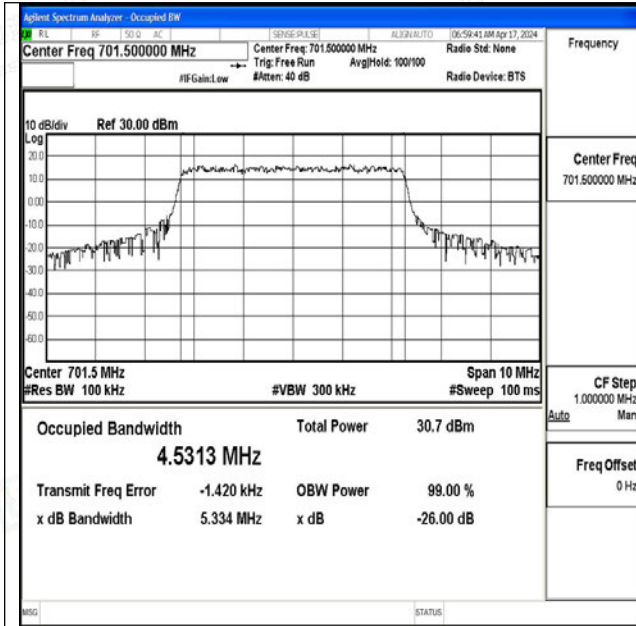 Agilent Spectrum Analyzer - Occupied BW
RL RF 50 Ω AC SENSE:PULSE ALIGNAUTO 06:59:41 AM Apr 17, 2024
Center Freq 701.500000 MHz
Center Freq: 701.500000 MHz
Radio Std: None
Trig: Free Run Avg|Hold: 100/100
#IFGain:Low #Atten: 40 dB Radio Device: BTS
10 dB/div Ref 30.00 dBm
Log
20.0
10.0
0.00
-10.0
-20.0
-30.0
-40.0
-50.0
-60.0
Center 701.5 MHz Span 10 MHz
#Res BW 100 kHz #VBW 300 kHz #Sweep 100 ms
Occupied Bandwidth Total Power 30.7 dBm
4.5313 MHz
Transmit Freq Error -1.420 kHz OBW Power 99.00 %
x dB Bandwidth 5.334 MHz x dB -26.00 dB
MSG STATUS
Frequency
Center Freq
701.500000 MHz
CF Step
1.000000 MHz
Auto Man
Freq Offset
0 Hz